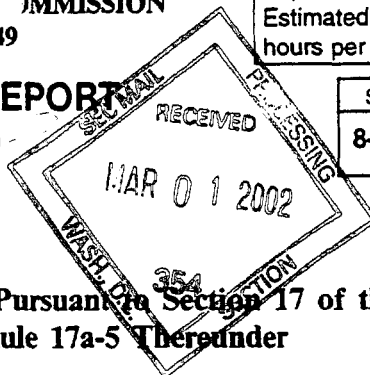 OMMISSION
49
Estimated
hours per
EPORT
S
8-
SEC MAIL
PROCESSING
RECEIVED
MAR 0 1 2002
WASH., D.C.
354
SECTION
Pursuant to Section 17 of th
ule 17a-5 Thereunder